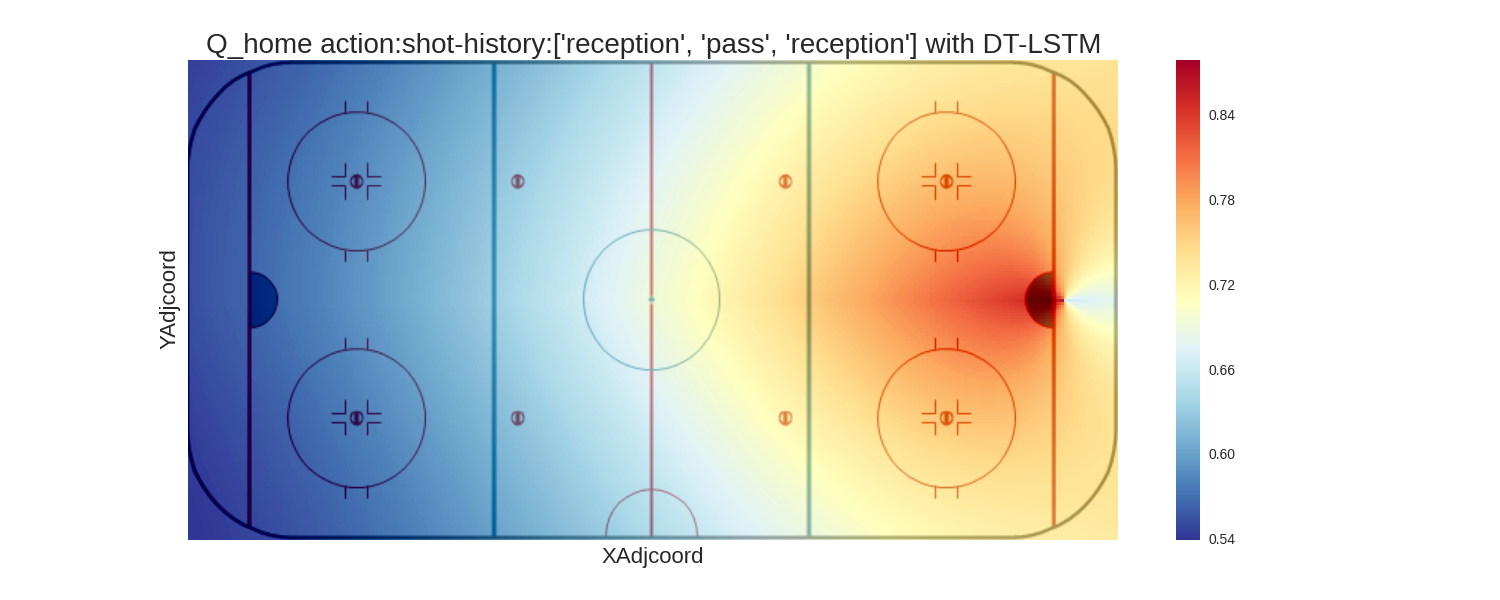 Q_home action:shot-history:['reception', 'pass', 'reception'] with DT-LSTM
YAdjcoord
XAdjcoord
0.84
0.78
0.72
0.66
0.60
0.54